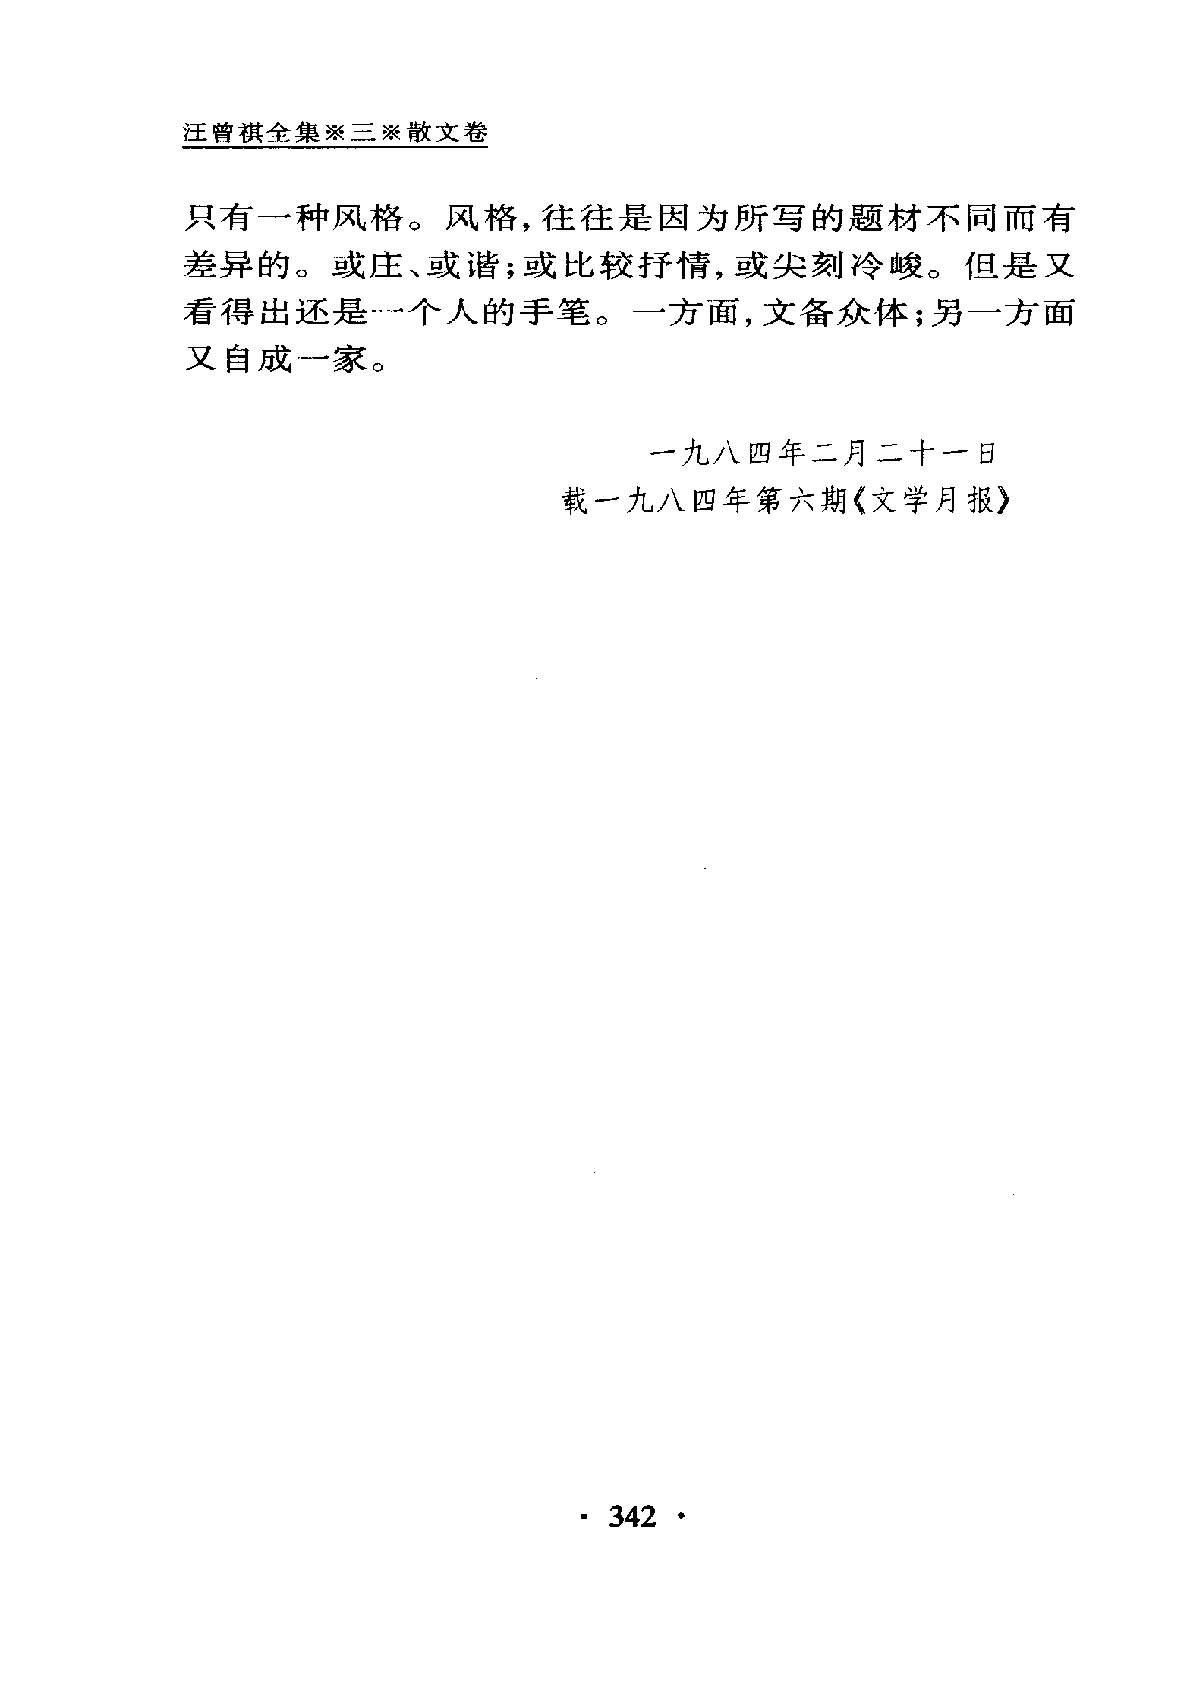 汪曾祺全集※三※散文卷
只有一种风格。风格,往往是因为所写的题材不同而有
差异的。或庄、或谐;或比较抒情,或尖刻冷峻。但是又
看得出还是一个人的手笔。一方面,文备众体;另一方面
又自成一家。
一九八四年二月二十一日
载一九八四年第六期《文学月报》
· 342 ·